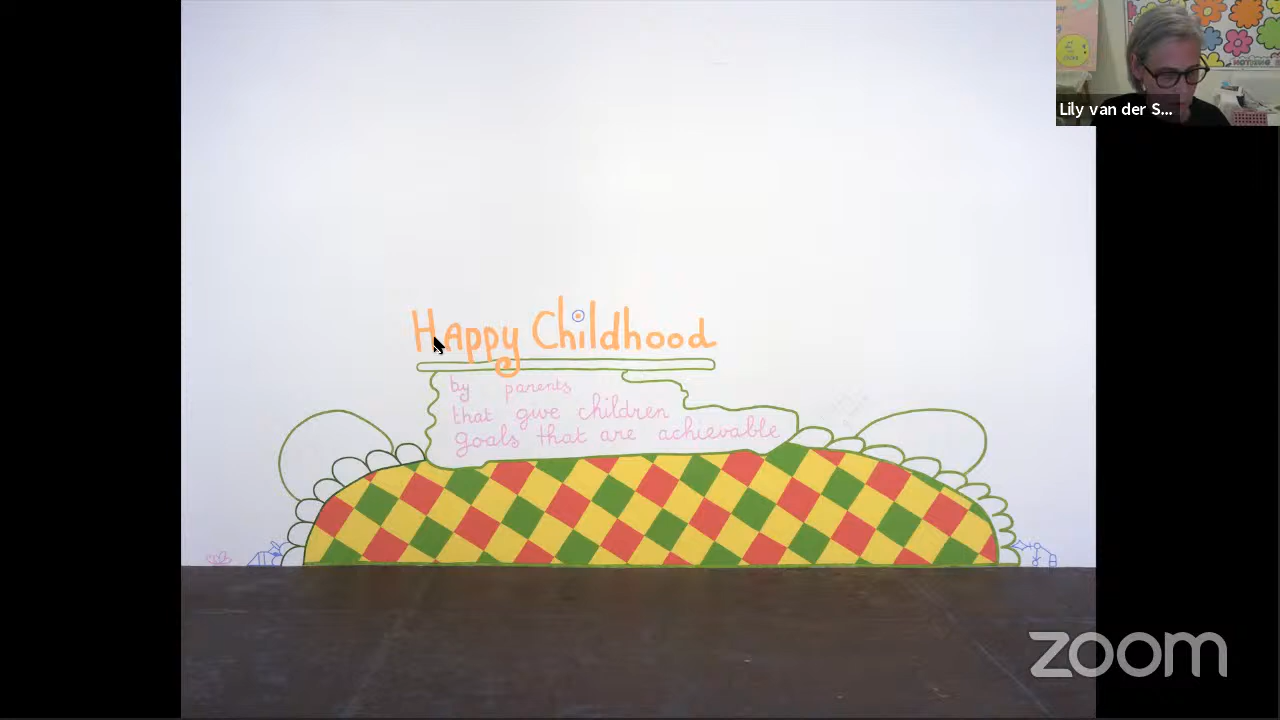 Lily van der S...
Happy Childhood
by parents
that give children
goals that are achievable
zoom